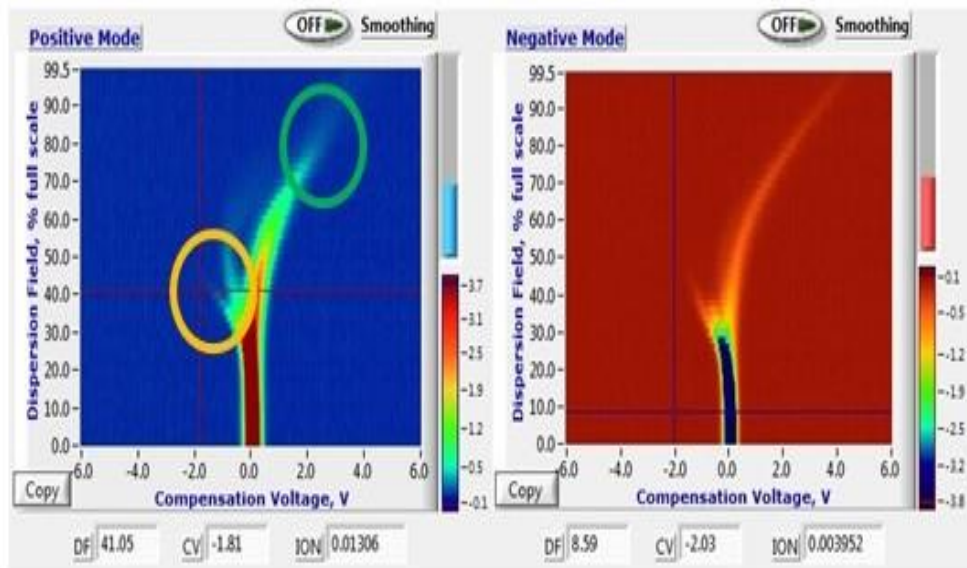 OFF Smoothing
Positive Mode
Dispersion Field, % full scale
99.5
90.0
80.0
70.0
60.0
50.0
40.0
30.0
20.0
10.0
0.0
6.0 -4.0 -2.0 0.0 2.0 4.0 6.0
Compensation Voltage, V
3.7
3.1
2.5
1.9
1.2
0.5
-0.1
Copy
DF 41.05 CV -1.81 ION 0.01306
OFF Smoothing
Negative Mode
Dispersion Field, % full scale
99.5
90.0
80.0
70.0
60.0
50.0
40.0
30.0
20.0
10.0
0.0
6.0 -4.0 -2.0 0.0 2.0 4.0 6.0
Compensation Voltage, V
-0.1
-0.6
-1.2
-1.9
-2.5
-3.2
-3.8
Copy
DF 8.59 CV -2.03 ION 0.003952